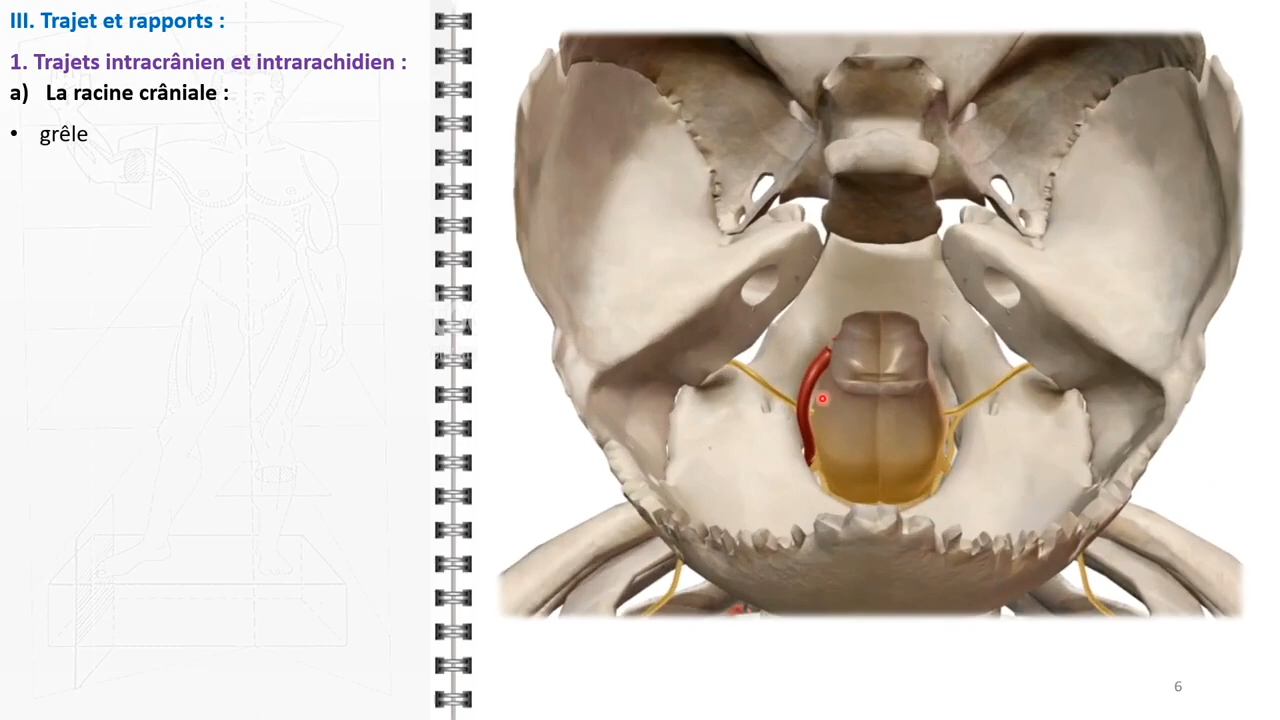 III. Trajet et rapports :
1. Trajets intracrânien et intrarachidien :
a) La racine crâniale :
• grêle
6